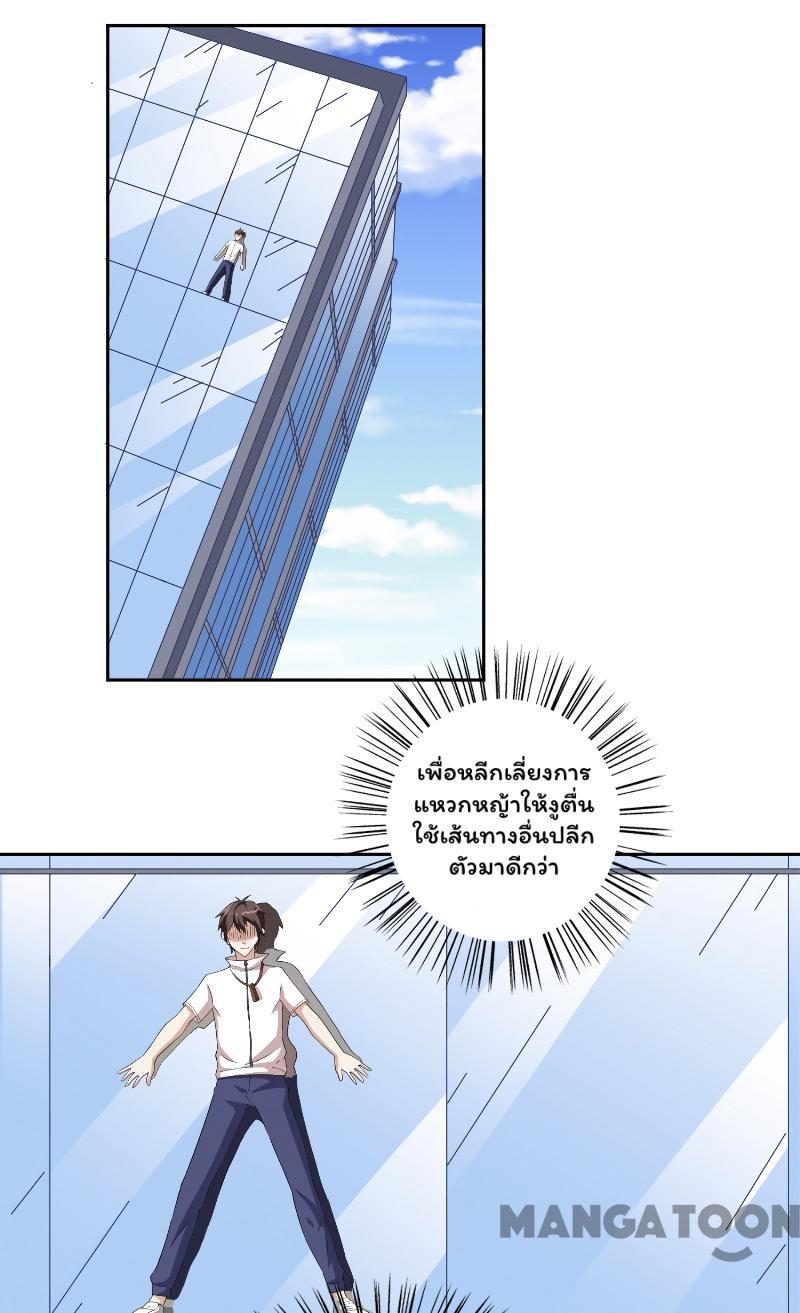 เพื่อหลีกเลี่ยงการ
แหวกหญ้าให้งูตื่น
ใช้เส้นทางอื่นปลีก
ตัวมาดีกว่า
MANGA TOON